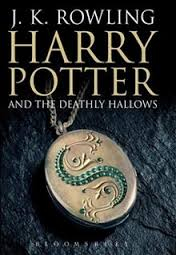 J. K. ROWLING
HARRY
POTTER
AND THE DEATHLY HALLOWS
BLOOMSBURY